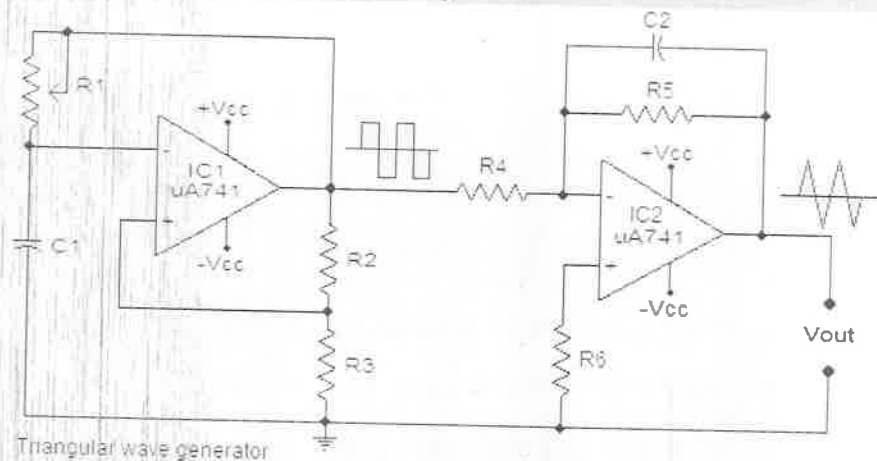 C2
R1
R5
+Vcc
+Vcc
R4
IC1
uA741
IC2
uA741
C1
-Vcc
R2
-Vcc
Vout
R3
R6
Triangular wave generator